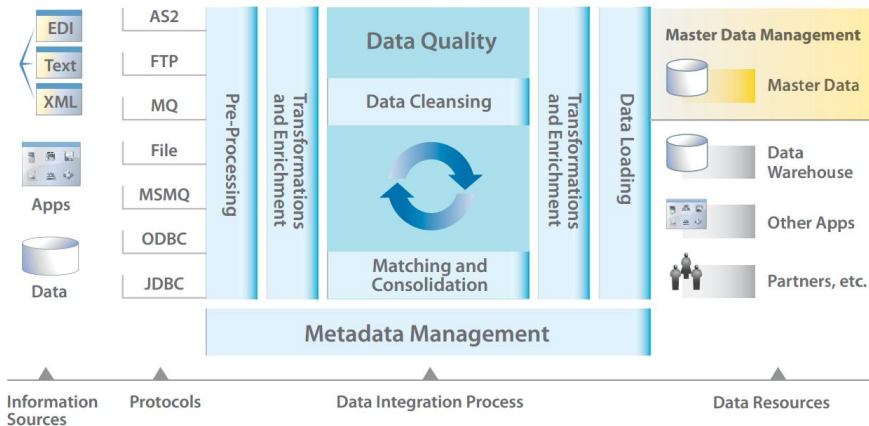 EDI
Text
XML
Apps
Data
AS2
FTP
MQ
File
MSMQ
ODBC
JDBC
Pre-Processing
Transformations
and Enrichment
Data Quality
Data Cleansing
Matching and
Consolidation
Transformations
and Enrichment
Data Loading
Metadata Management
Master Data Management
Master Data
Data
Warehouse
Other Apps
Partners, etc.
Information
Sources
Protocols
Data Integration Process
Data Resources